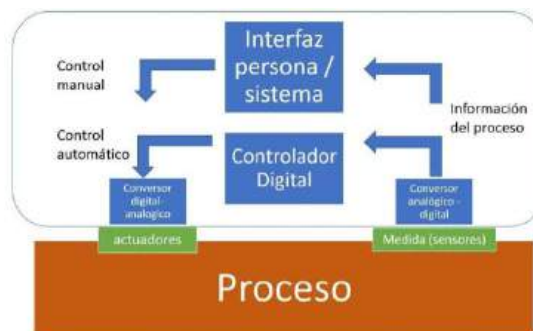 Interfaz
persona /
sistema
Control
manual
Información
del proceso
Control
automático
Controlador
Digital
Conversor
digital-
analogico
Conversor
analógico -
digital
actuadores
Medida (sensores)
Proceso